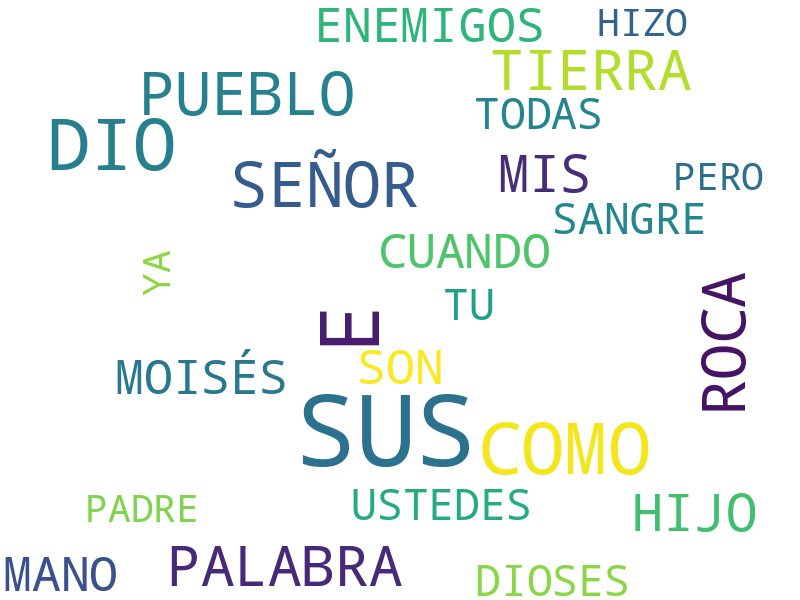 ENEMIGOS
HIZO
TIERRA
PUEBLO
TODAS
DIO
SEÑOR
MIS
PERO
SANGRE
CUANDO
YA
TU
ROCA
E
SON
MOISÉS
SUS
COMO
PADRE
USTEDES
HIJO
PALABRA
MANO
DIOSES